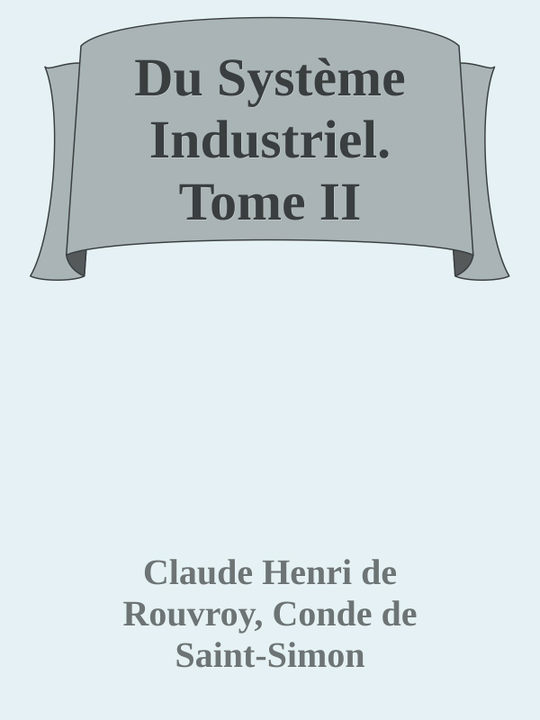 Du Système
Industriel.
Tome II
Claude Henri de
Rouvroy, Conde de
Saint-Simon